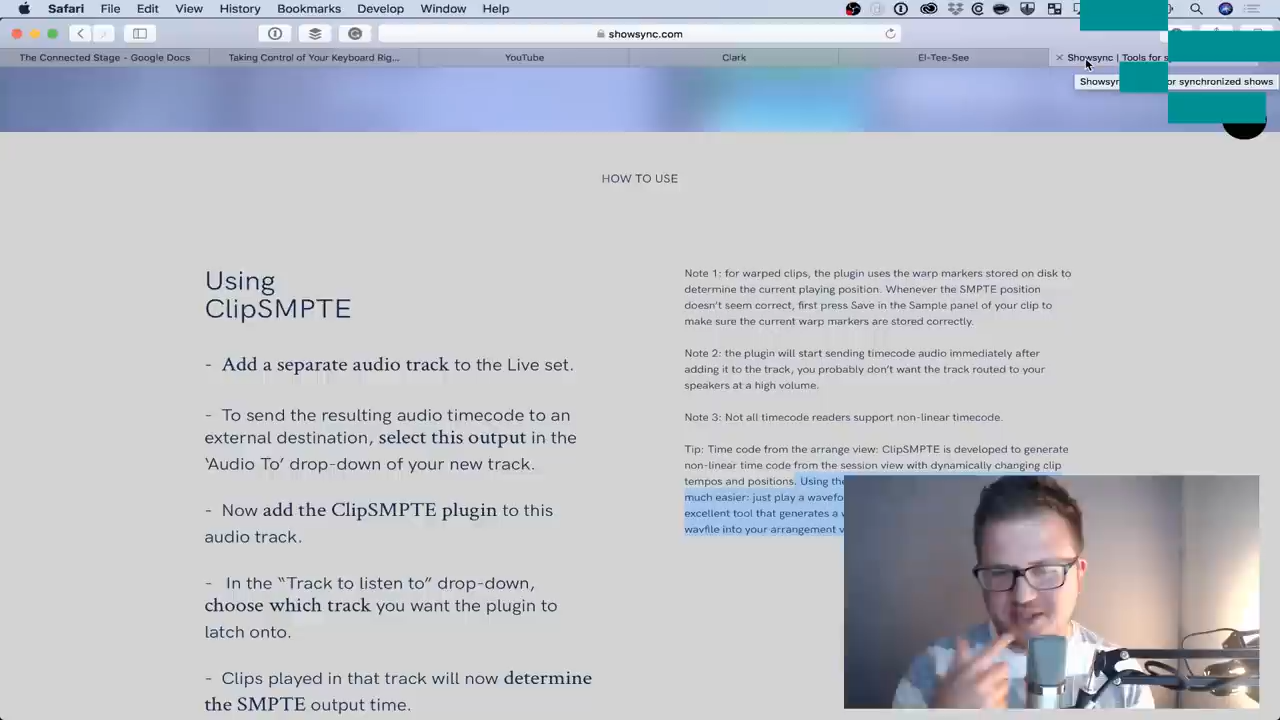 Safari File Edit View History Bookmarks Develop Window Help
showsync.com
The Connected Stage - Google Docs Taking Control of Your Keyboard Rig... YouTube Clark El-Tee-See Showsync | Tools for s
or synchronized shows
HOW TO USE
Using
ClipSMPTE
- Add a separate audio track to the Live set.
- To send the resulting audio timecode to an
external destination, select this output in the
‘Audio To’ drop-down of your new track.
- Now add the ClipSMPTE plugin to this
audio track.
- In the “Track to listen to” drop-down,
choose which track you want the plugin to
latch onto.
- Clips played in that track will now determine
the SMPTE output time.
Note 1: for warped clips, the plugin uses the warp markers stored on disk to
determine the current playing position. Whenever the SMPTE position
doesn’t seem correct, first press Save in the Sample panel of your clip to
make sure the current warp markers are stored correctly.
Note 2: the plugin will start sending timecode audio immediately after
adding it to the track, you probably don’t want the track routed to your
speakers at a high volume.
Note 3: Not all timecode readers support non-linear timecode.
Tip: Time code from the arrange view: ClipSMPTE is developed to generate
non-linear time code from the session view with dynamically changing clip
tempos and positions. Using the
much easier: just play a wavefo
excellent tool that generates a
wavfile into your arrangement